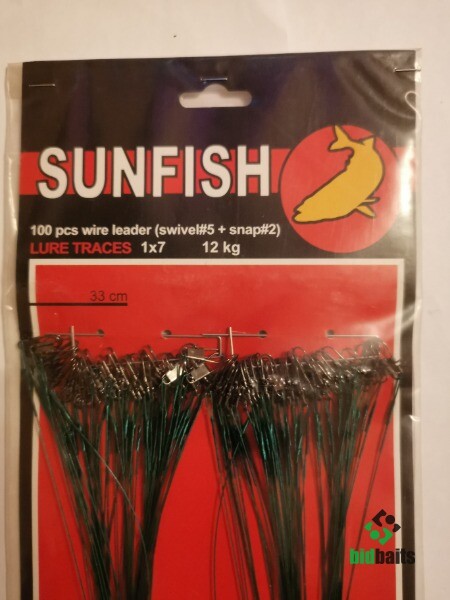 SUNFISH
100 pcs wire leader (swivel#5 + snap#2)
LURE TRACES 1x7 12 kg
33 cm
bidbaits